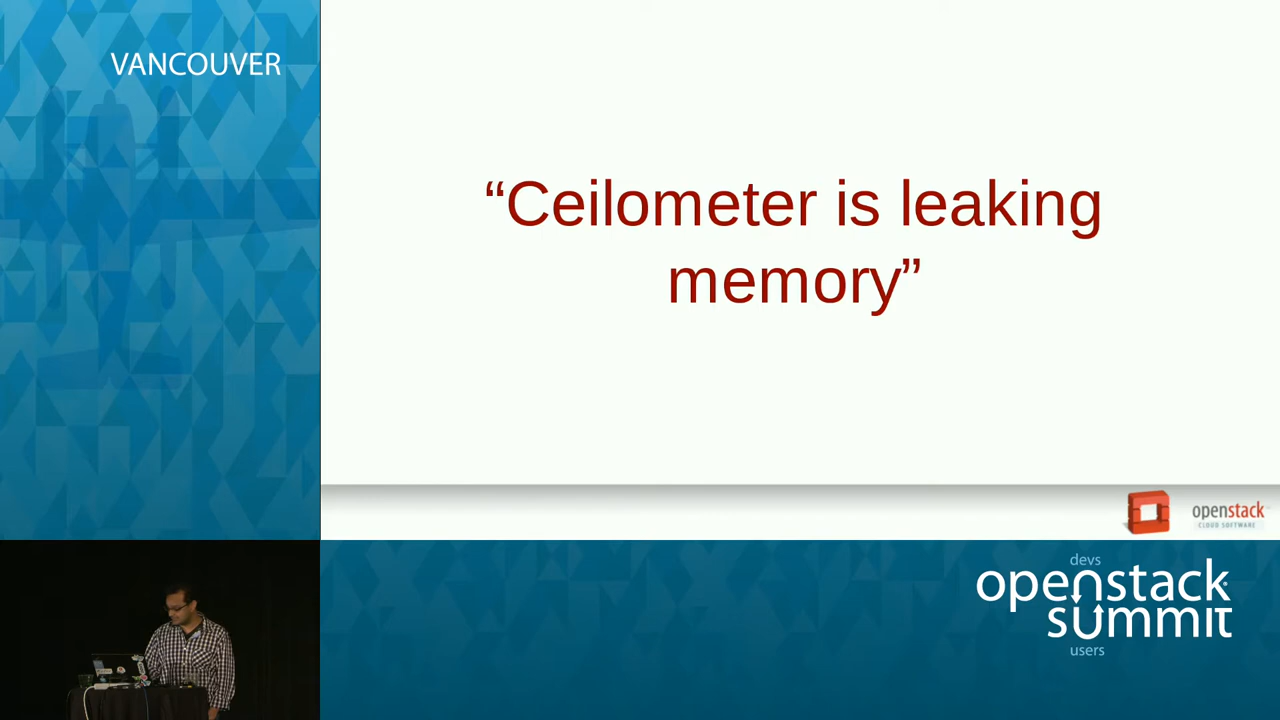 VANCOUVER
“Ceilometer is leaking
memory”
openstack
CLOUD SOFTWARE
devs
openstack
summit
users